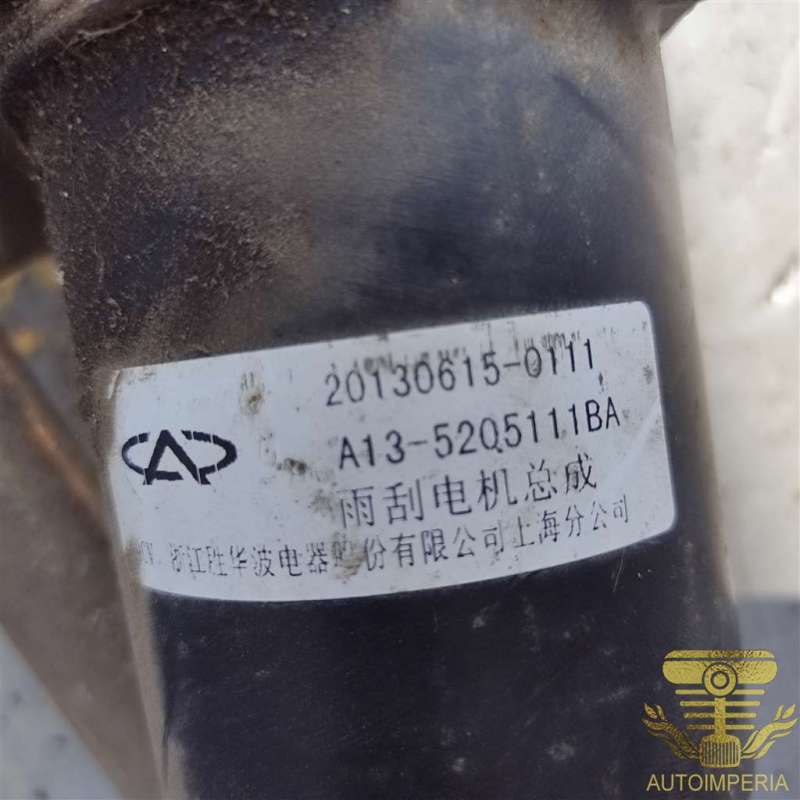 20130615-0111
A13-5205111BA
雨刮电机总成
浙江胜华波电器股份有限公司上海分公司
AUTOIMPERIA